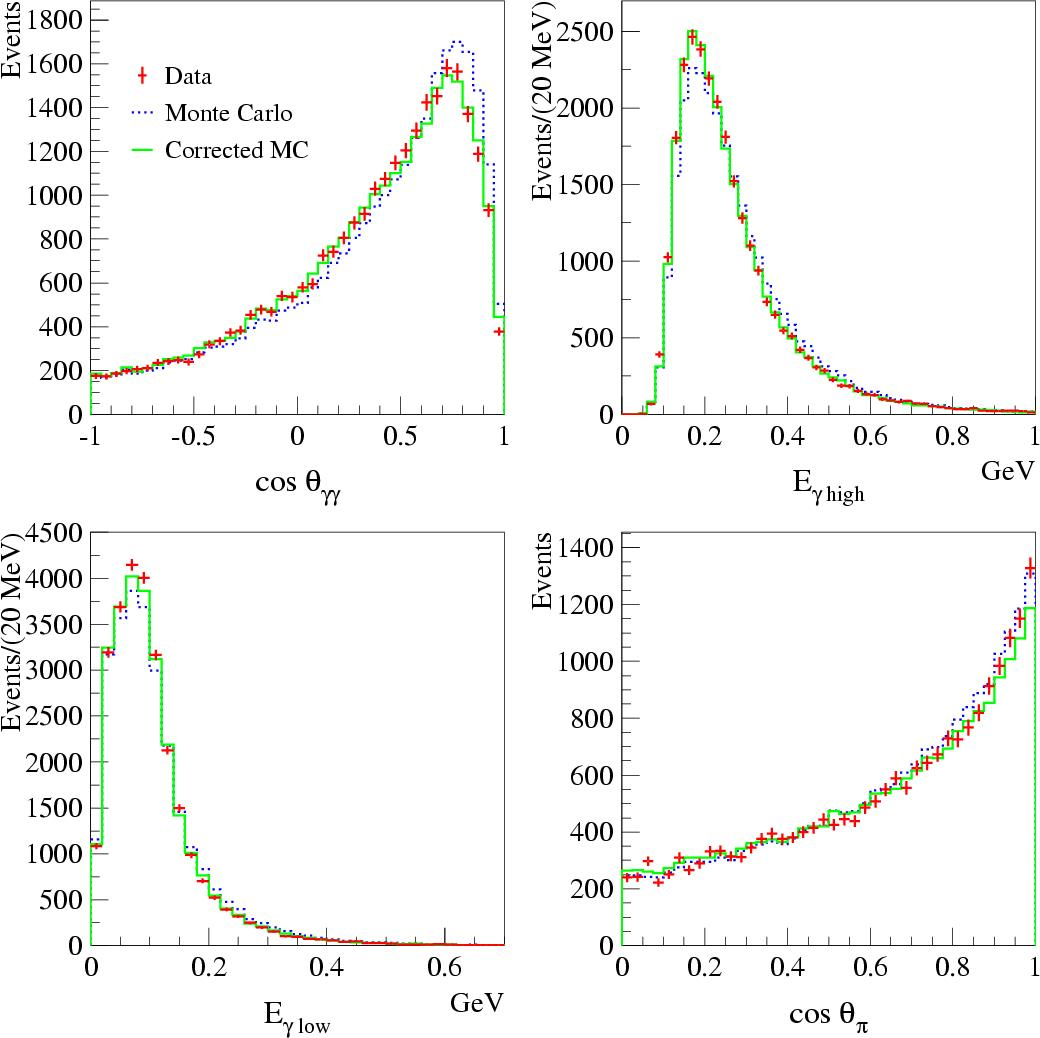 Events
1800
1600
1400
1200
1000
800
600
400
200
0
Data
Monte Carlo
Corrected MC
-1 -0.5 0 0.5 1
cos θγγ
Events/(20 MeV)
2500
2000
1500
1000
500
0
0 0.2 0.4 0.6 0.8 1
GeV
Eγ high
Events/(20 MeV)
4500
4000
3500
3000
2500
2000
1500
1000
500
0
0 0.2 0.4 0.6
GeV
Eγ low
Events
1400
1200
1000
800
600
400
200
0
0 0.2 0.4 0.6 0.8 1
cos θπ